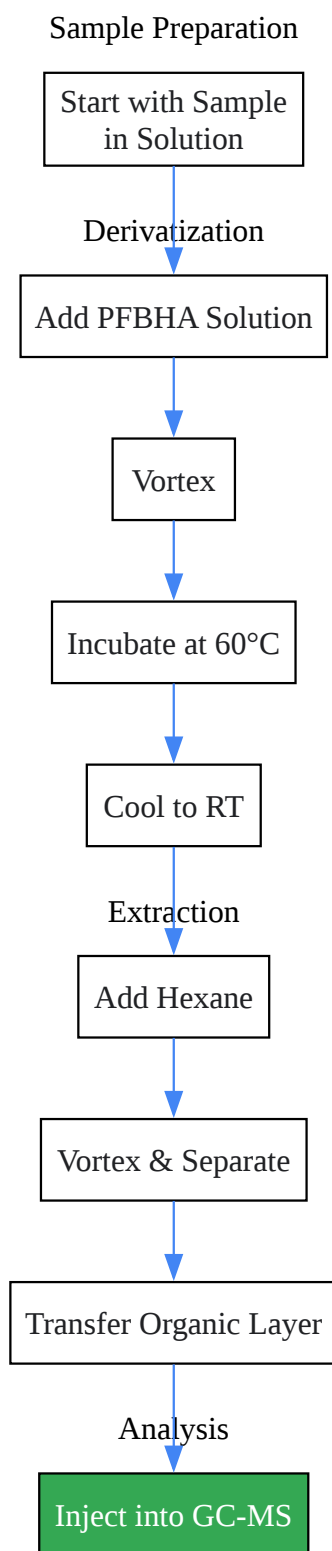 Sample Preparation
Start with Sample
in Solution
Derivatization
Add PFBHA Solution
Vortex
Incubate at 60°C
Cool to RT
Extraction
Add Hexane
Vortex & Separate
Transfer Organic Layer
Analysis
Inject into GC-MS